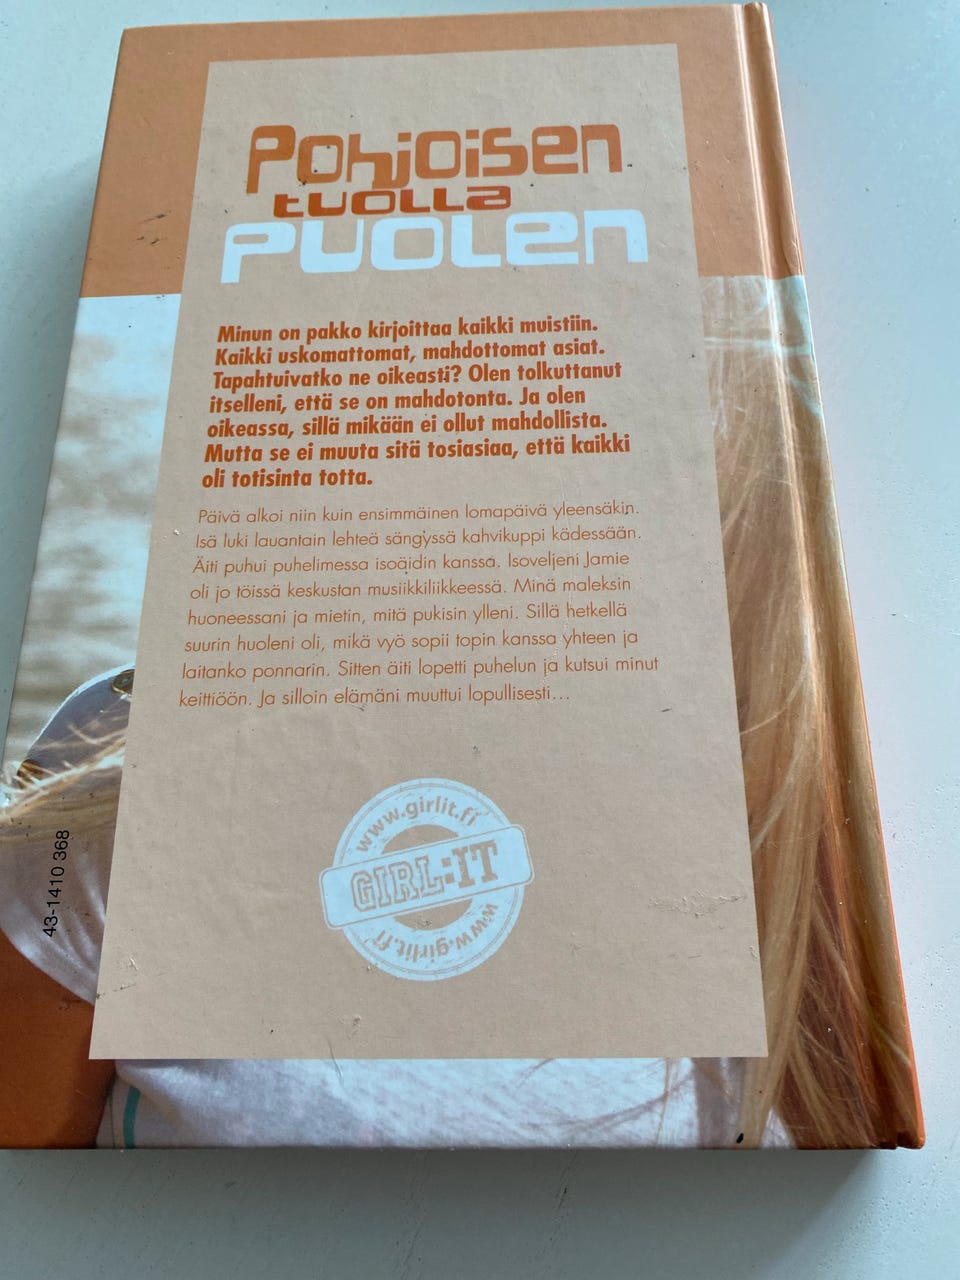 Pohjoisen
tuolla
puolen
Minun on pakko kirjoittaa kaikki muistiin.
Kaikki uskomattomat, mahdottomat asiat.
Tapahtuivatko ne oikeasti? Olen tolkuttanut
itselleni, että se on mahdotonta. Ja olen
oikeassa, sillä mikään ei ollut mahdollista.
Mutta se ei muuta sitä tosiasiaa, että kaikki
oli totisinta totta.
Päivä alkoi niin kuin ensimmäinen lomapäivä yleensäkin.
Isä luki lauantain lehteä sängyssä kahvikuppi kädessään.
Äiti puhui puhelimessa isoäidin kanssa. Isoveljeni Jamie
oli jo töissä keskustan musiikkiliikkeessä. Minä maleksin
huoneessani ja mietin, mitä pukisin ylleni. Sillä hetkellä
suurin huoleni oli, mikä vyö sopii topin kanssa yhteen ja
laitanko ponnarin. Sitten äiti lopetti puhelun ja kutsui minut
keittiöön. Ja silloin elämäni muuttui lopullisesti...
www.girlit.fi
GIRL:IT
www.girlit.fi
43-1410 368